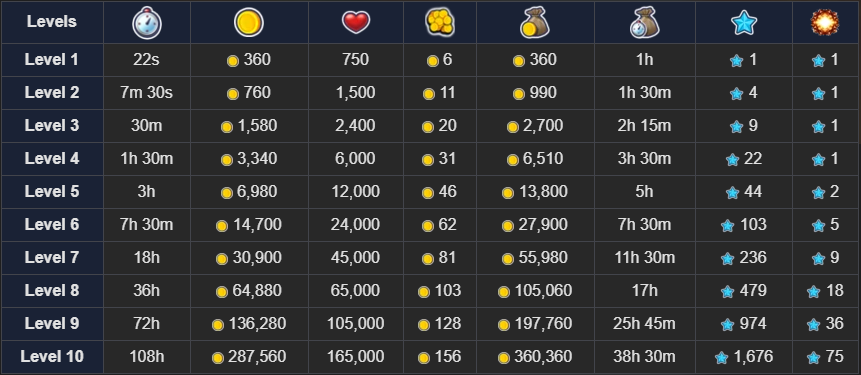 Levels
Level 1 22s 360 750 6 360 1h 1 1
Level 2 7m 30s 760 1,500 11 990 1h 30m 4 1
Level 3 30m 1,580 2,400 20 2,700 2h 15m 9 1
Level 4 1h 30m 3,340 6,000 31 6,510 3h 30m 22 1
Level 5 3h 6,980 12,000 46 13,800 5h 44 2
Level 6 7h 30m 14,700 24,000 62 27,900 7h 30m 103 5
Level 7 18h 30,900 45,000 81 55,980 11h 30m 236 9
Level 8 36h 64,880 65,000 103 105,060 17h 479 18
Level 9 72h 136,280 105,000 128 197,760 25h 45m 974 36
Level 10 108h 287,560 165,000 156 360,360 38h 30m 1,676 75